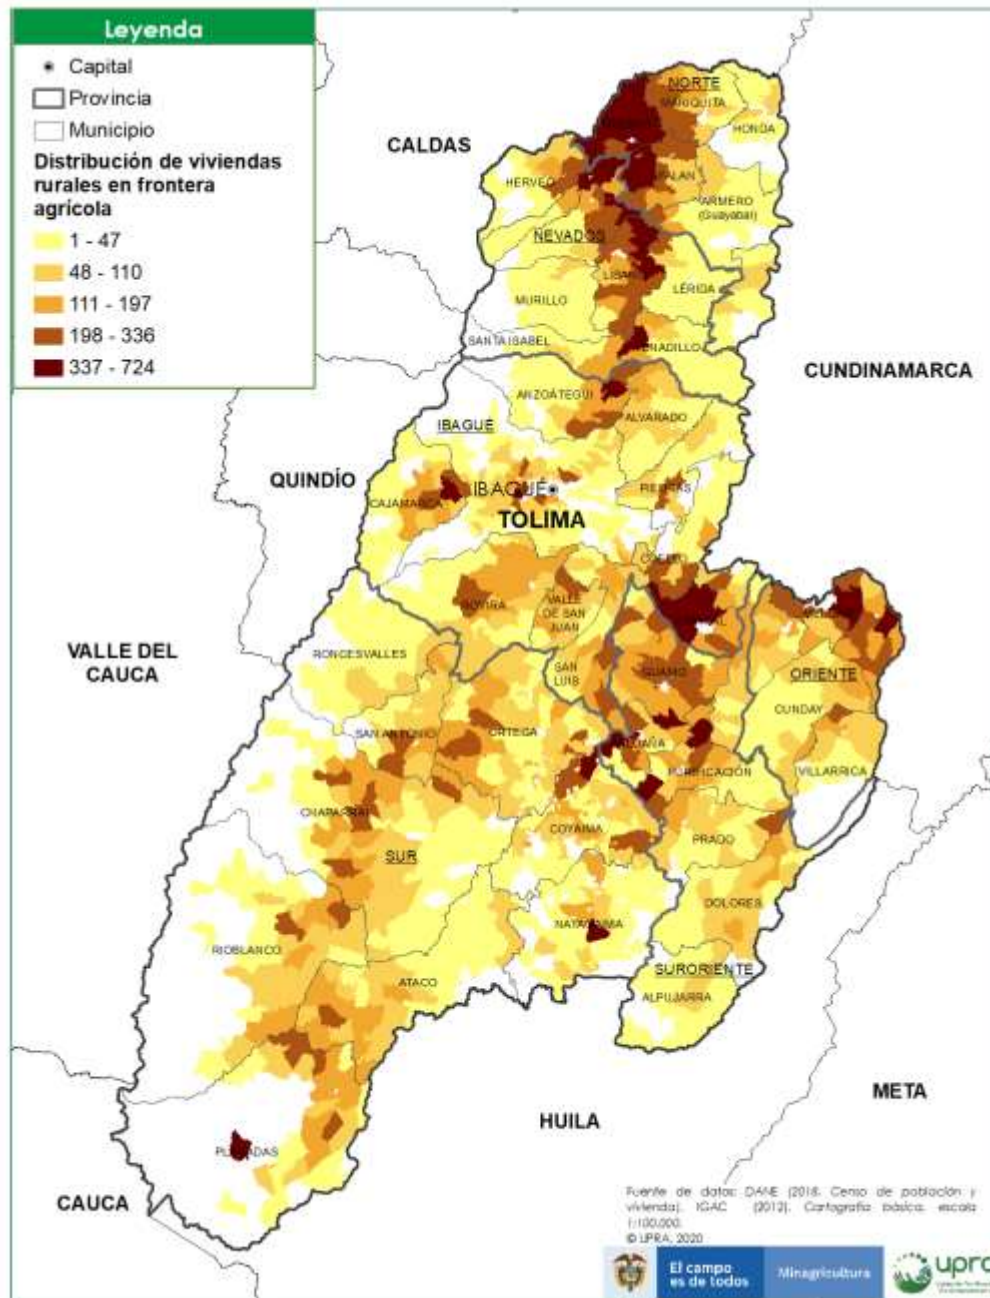 Leyenda
Capital
Provincia
Municipio
Distribución de viviendas
rurales en frontera
agrícola
1 - 47
48 - 110
111 - 197
198 - 336
337 - 724
NORTE
MARIQUITA
HONDA
CALDAS
HERVEO
ARMERO
(Guayabal)
NEVADOS
LÉRIDA
MURILLO
SANTA ISABEL
CUNDINAMARCA
ANZOÁTEGUI
ALVARADO
IBAGUÉ
QUINDÍO
IBAGUÉ
CAJAMARCA
TOLIMA
ROVIRA
VALLE
DE SAN
JUAN
VALLE DEL
CAUCA
RONCESVALLES
SAN
LUIS
GUAMO
ORIENTE
CUNDAY
SAN ANTONIO
ORTEGA
PURIFICACIÓN
VILLARRICA
CHAPARRAL
COYAIMA
PRADO
SUR
DOLORES
NATAGAIMA
RIOBLANCO
ATACO
SURORIENTE
ALPUJARRA
META
HUILA
CAUCA
Fuente de datos: DANE (2018. Censo de población y
vivienda). IGAC (2012). Cartografía básica, escala
1:100.000.
© UPRA, 2020
El campo
es de todos
Minagricultura
upra